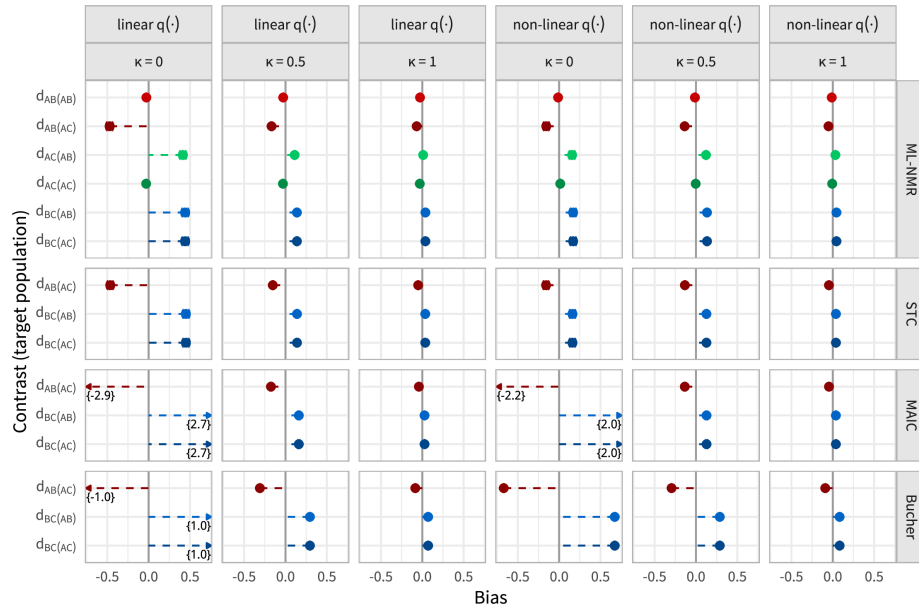 linear q(·) linear q(·) linear q(·) non-linear q(·) non-linear q(·) non-linear q(·)
κ = 0 κ = 0.5 κ = 1 κ = 0 κ = 0.5 κ = 1
Contrast (target population)
d_AB(AB)
d_AB(AC)
d_AC(AB)
d_AC(AC)
d_BC(AB)
d_BC(AC)
ML-NMR
d_AB(AC)
d_BC(AB)
d_BC(AC)
STC
d_AB(AC)
{-2.9} {-2.2}
d_BC(AB)
{2.7} {2.0}
d_BC(AC)
{2.7} {2.0}
MAIC
d_AB(AC)
{-1.0}
d_BC(AB)
{1.0}
d_BC(AC)
{1.0}
Bucher
-0.5 0.0 0.5 -0.5 0.0 0.5 -0.5 0.0 0.5 -0.5 0.0 0.5 -0.5 0.0 0.5 -0.5 0.0 0.5
Bias